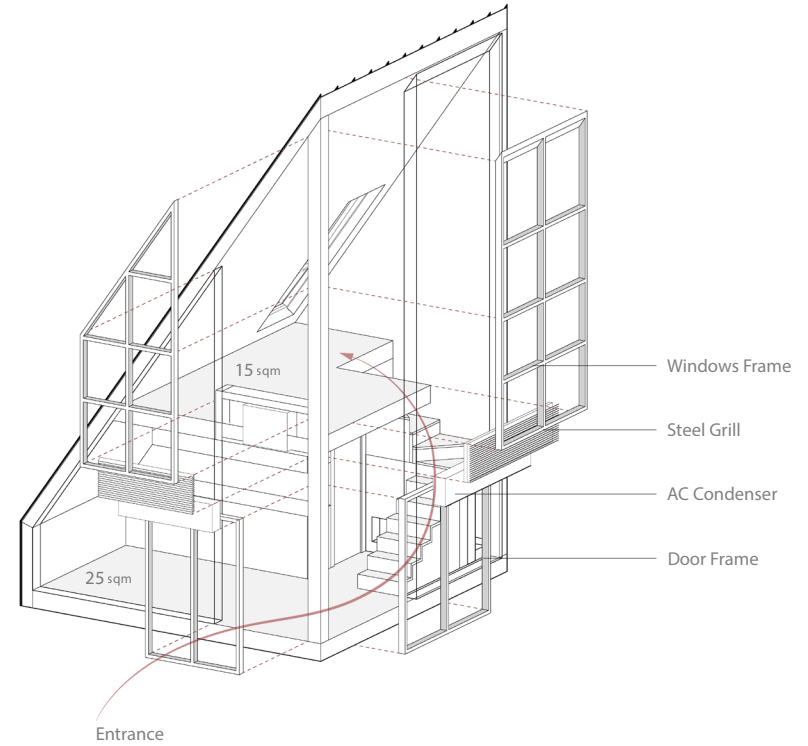 15 sqm
Windows Frame
Steel Grill
AC Condenser
Door Frame
25 sqm
Entrance